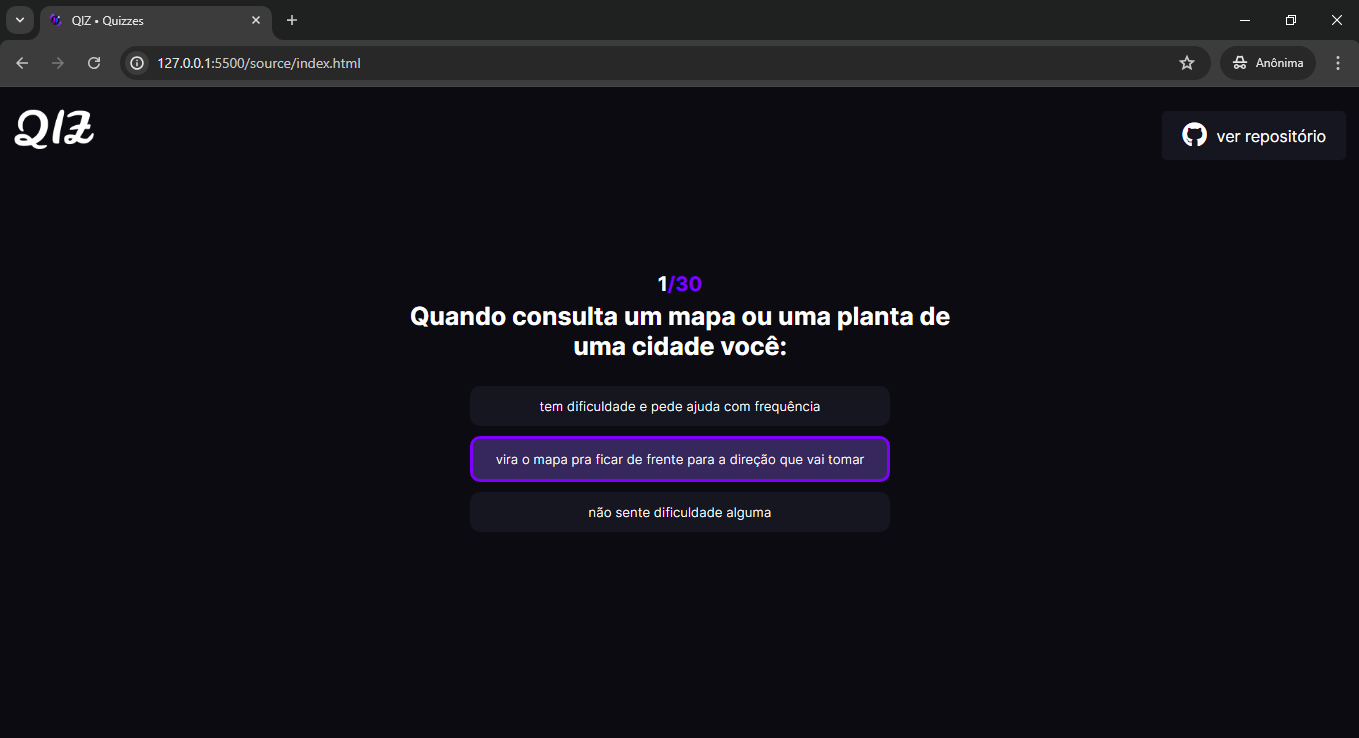 QIZ • Quizzes
127.0.0.1:5500/source/index.html
Anônima
QIZ
ver repositório
1/30
Quando consulta um mapa ou uma planta de
uma cidade você:
tem dificuldade e pede ajuda com frequência
vira o mapa pra ficar de frente para a direção que vai tomar
não sente dificuldade alguma